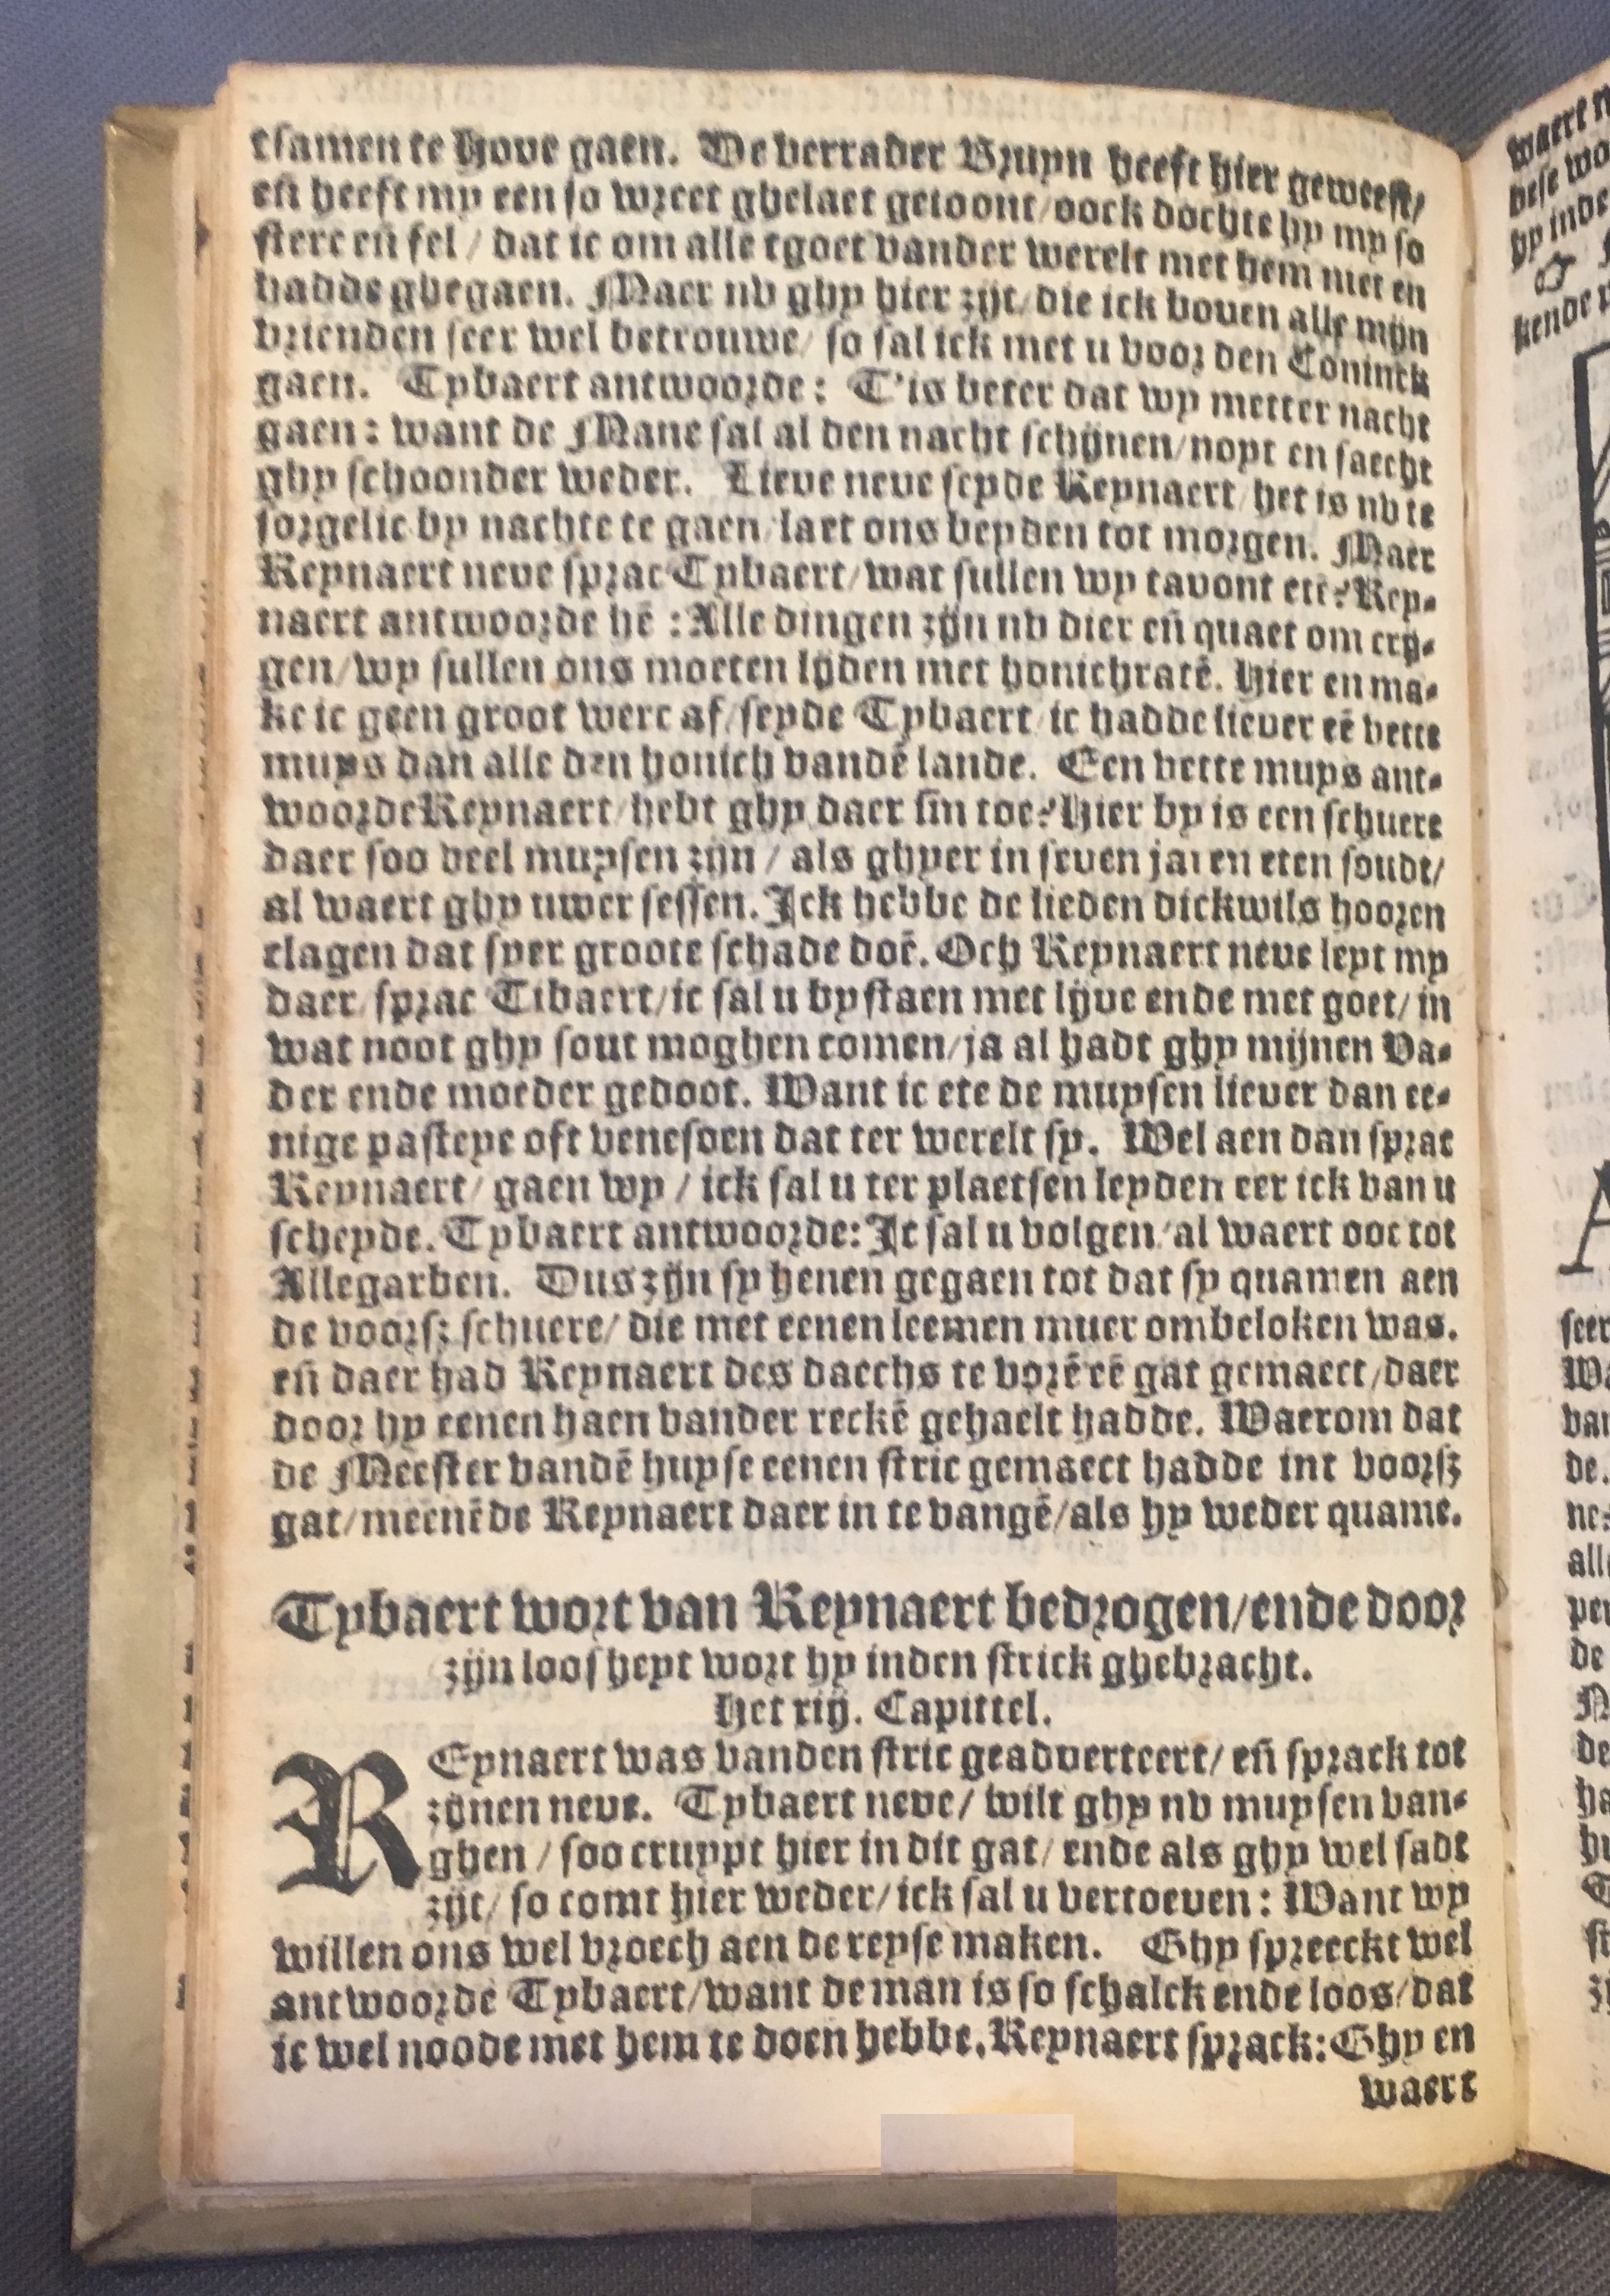 tsamen te Hove gaen. De verrader Bruyn heeft hier geweest/
eñ heeft my een so wreet ghelaet getoont/oock dochte hy my so
sterc eñ fel / dat ic om alle tgoet vander werelt met hem niet en
hadde ghegaen. Maer nv ghy hier zijt/die ick boven alle mijn
vrienden seer wel betrouwe/ so sal ick met u voor den Coninck
gaen. Tybaert antwoorde: T'is beter dat wy metter nacht
gaen: want de Mane sal al den nacht schijnen/noyt en saecht
ghy schoonder weder. Lieve neve seyde Reynaert/het is nv te
sorgelic by nachte te gaen/laet ons beyden tot morgen. Maer
Reynaert neve sprac Tybaert/wat sullen wy tavont etē? Rey-
naert antwoorde hē: Alle dingen zijn nv dier eñ quaet om crij-
gen/wy sullen ons moeten lijden met honichratē. Hier en ma-
ke ic geen groot werc af/seyde Tybaert/ic hadde liever eē vette
muys dan alle den honich vandē lande. Een vette muys ant-
woorde Reynaert/hebt ghy daer sin toe? Hier by is een schuere
daer soo veel muysen zijn / als ghyer in seven jaren eten soudt/
al waert ghy uwer sessen. Ick hebbe de lieden dickwils hooren
clagen dat syer groote schade doē. Och Reynaert neve leyt my
daer/sprac Tibaert/ic sal u bystaen met lijve ende met goet/in
wat noot ghy sout moghen comen/ja al hadt ghy mijnen Va-
der ende moeder gedoot. Want ic ete de muysen liever dan ee-
nige pasteye oft venesoen dat ter werelt sy. Wel aen dan sprac
Reynaert/ gaen wy / ick sal u ter plaetsen leyden eer ick van u
scheyde. Tybaert antwoorde: Ic sal u volgen/al waert ooc tot
Allegarben. Dus zijn sy henen gegaen tot dat sy quamen aen
de voorsz schuere/ die met eenen leemen muer ombeloken was.
eñ daer had Reynaert des daechs te vorē eē gat gemaect/daer
door hy eenen haen vander reckē gehaelt hadde. Waerom dat
de Meester vandē huyse eenen stric gemaect hadde int voorsz
gat/meenēde Reynaert daer in te vangē/als hy weder quame.
Tybaert wort van Reynaert bedrogen/ende door
zijn loosheyt wort hy inden strick ghebracht.
Het xiij. Capittel.
REynaert was vanden stric geadverteert/ eñ sprack tot
zijnen neve. Tybaert neve/ wilt ghy nv muysen van-
ghen / soo cruypt hier in dit gat/ ende als ghy wel sadt
zijt/ so comt hier weder/ick sal u vertoeven: Want wy
willen ons wel vroech aen de reyse maken. Ghy spreeckt wel
antwoorde Tybaert/want de man is so schalck ende loos/dat
ic wel noode met hem te doen hebbe. Reynaert sprack: Ghy en
waert